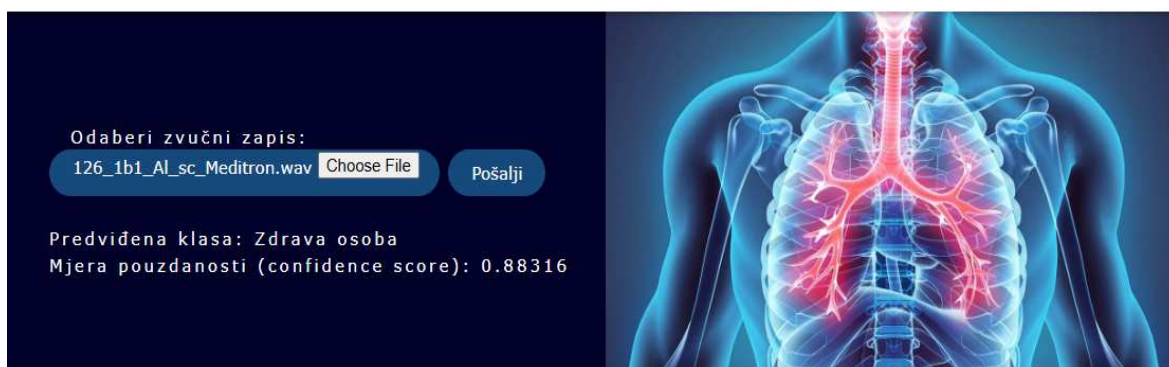 Odaberi zvučni zapis:
126_1b1_Al_sc_Meditron.wav Choose File Pošalji
Predviđena klasa: Zdrava osoba
Mjera pouzdanosti (confidence score): 0.88316